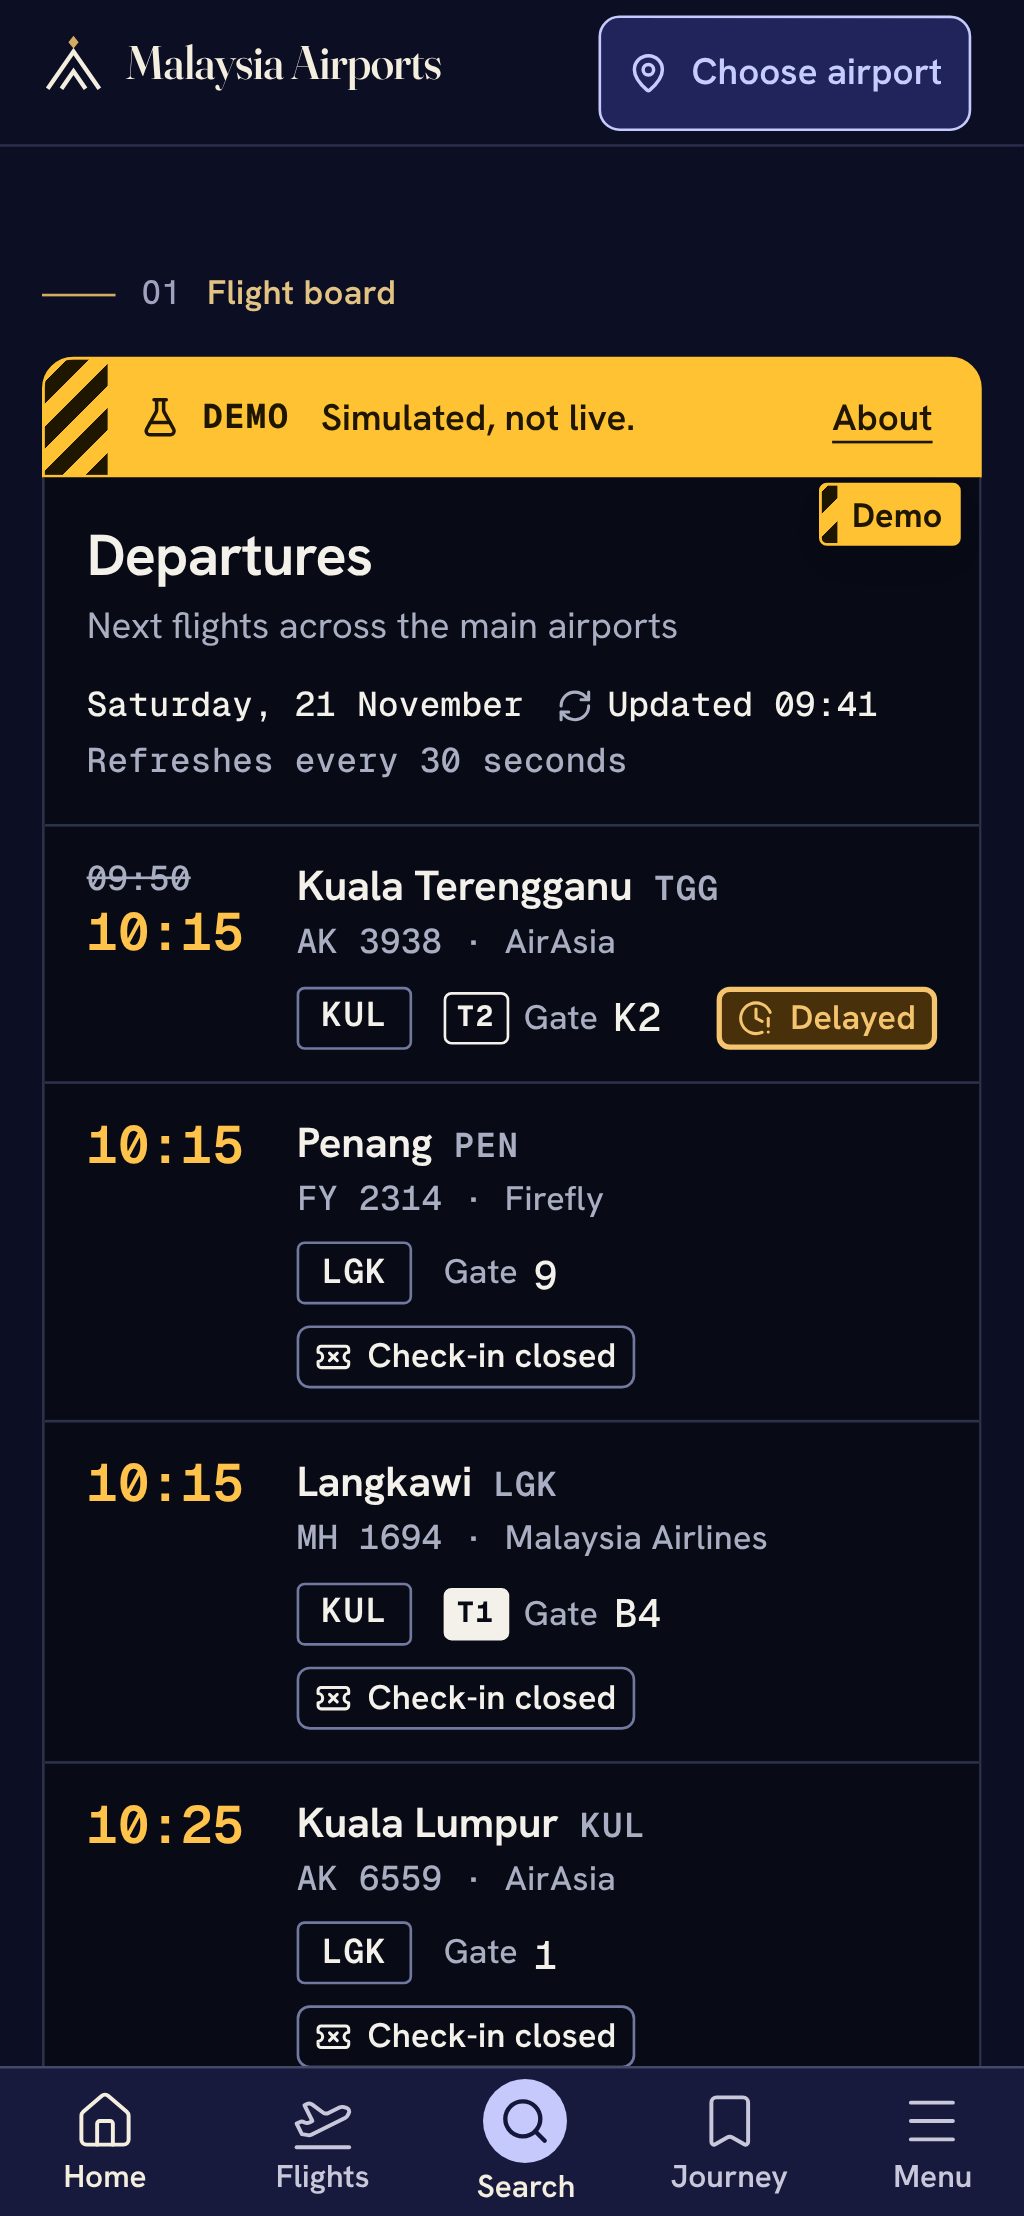 Malaysia Airports
Choose airport
01 Flight board
DEMO Simulated, not live. About
Demo
Departures
Next flights across the main airports
Saturday, 21 November Updated 09:41
Refreshes every 30 seconds
09:50
10:15
Kuala Terengganu TGG
AK 3938 · AirAsia
KUL T2 Gate K2 Delayed
10:15 Penang PEN
FY 2314 · Firefly
LGK Gate 9
Check-in closed
10:15 Langkawi LGK
MH 1694 · Malaysia Airlines
KUL T1 Gate B4
Check-in closed
10:25 Kuala Lumpur KUL
AK 6559 · AirAsia
LGK Gate 1
Check-in closed
Home Flights Search Journey Menu